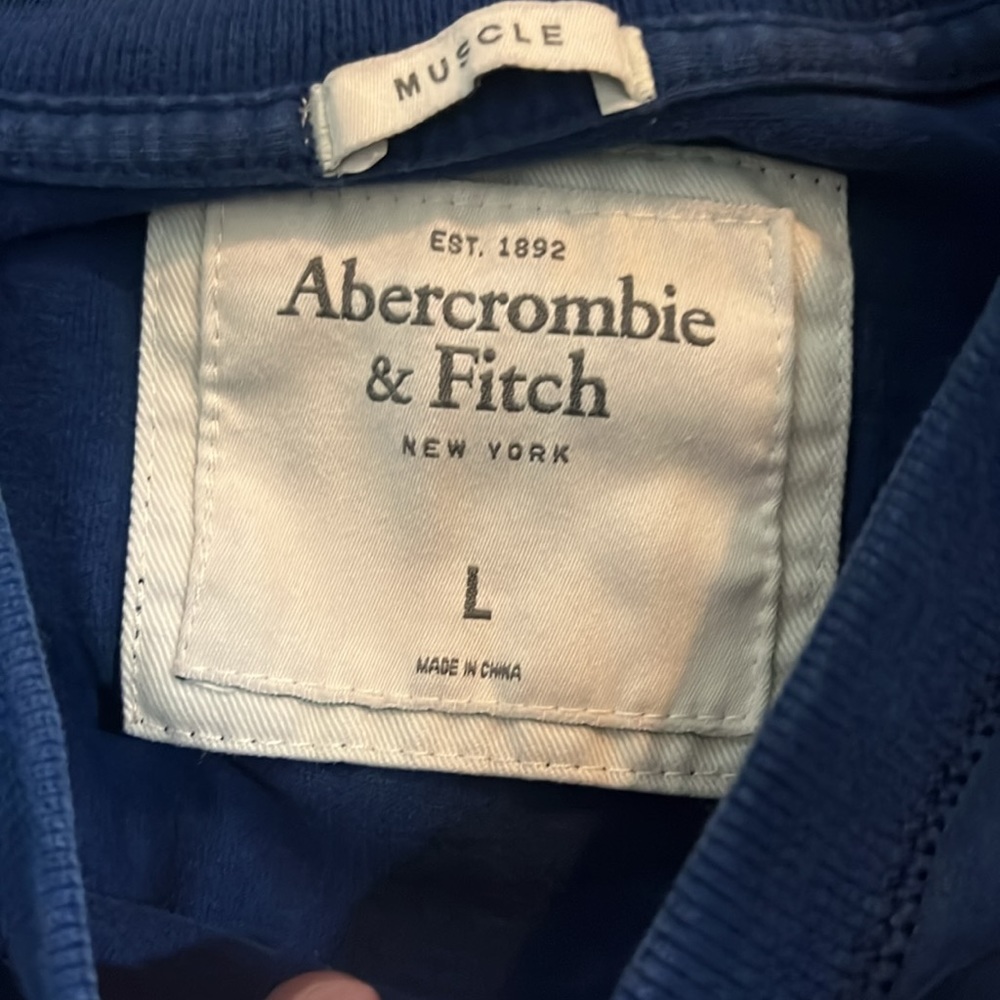 MUSCLE
EST. 1892
Abercrombie
& Fitch
NEW YORK
L
MADE IN CHINA